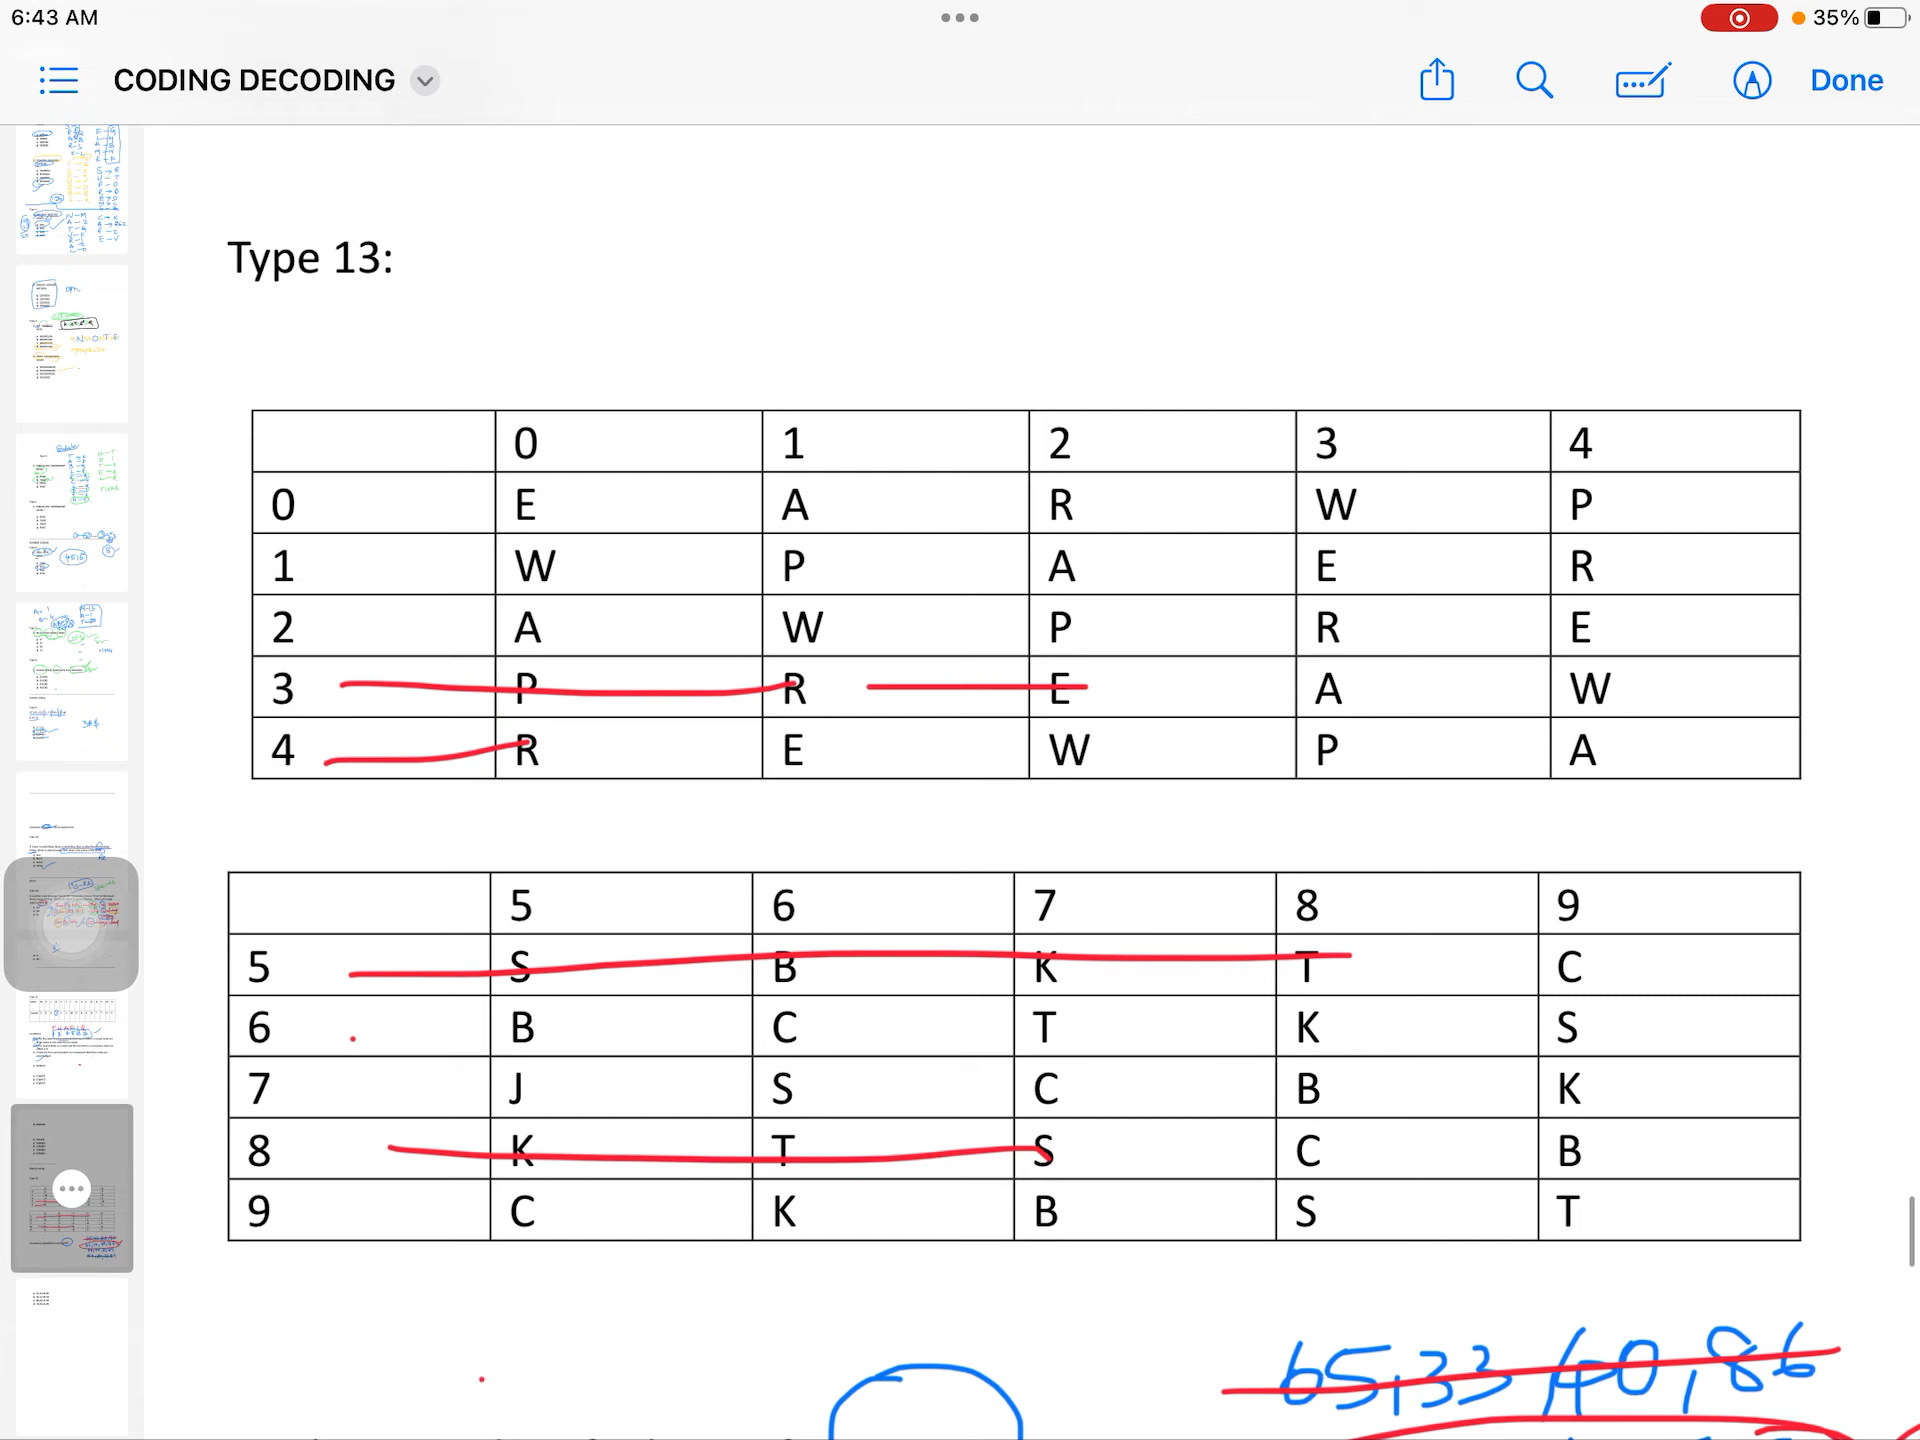 6:43 AM
35%
CODING DECODING
Done
Type 13:
0 1 2 3 4
0 E A R W P
1 W P A E R
2 A W P R E
3 P R E A W
4 R E W P A
5 6 7 8 9
5 S B K T C
6 B C T K S
7 J S C B K
8 K T S C B
9 C K B S T
65,33,40,86